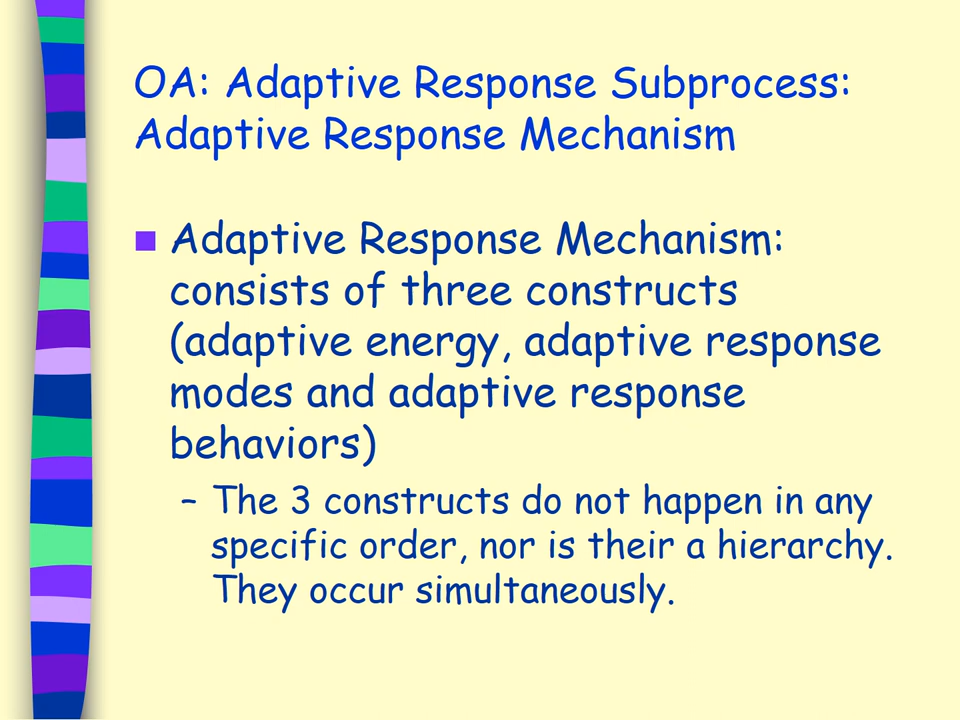 OA: Adaptive Response Subprocess:
Adaptive Response Mechanism
Adaptive Response Mechanism:
consists of three constructs
(adaptive energy, adaptive response
modes and adaptive response
behaviors)
– The 3 constructs do not happen in any
specific order, nor is their a hierarchy.
They occur simultaneously.